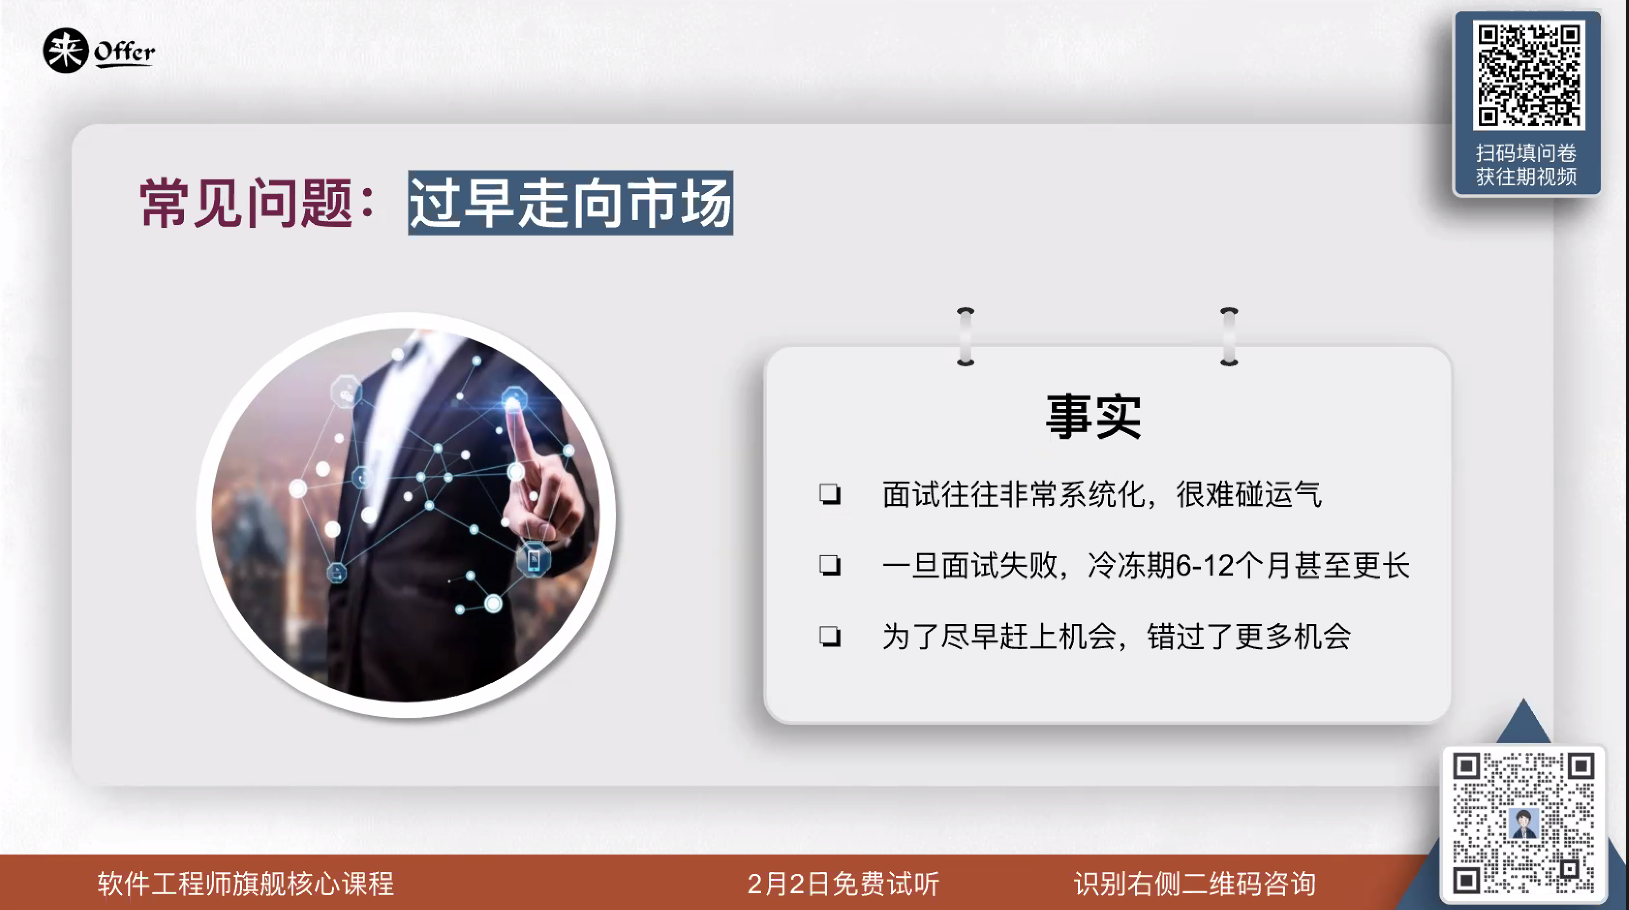 来 Offer
扫码填问卷
获往期视频
常见问题：过早走向市场
事实
面试往往非常系统化，很难碰运气
一旦面试失败，冷冻期6-12个月甚至更长
为了尽早赶上机会，错过了更多机会
软件工程师旗舰核心课程
2月2日免费试听
识别右侧二维码咨询